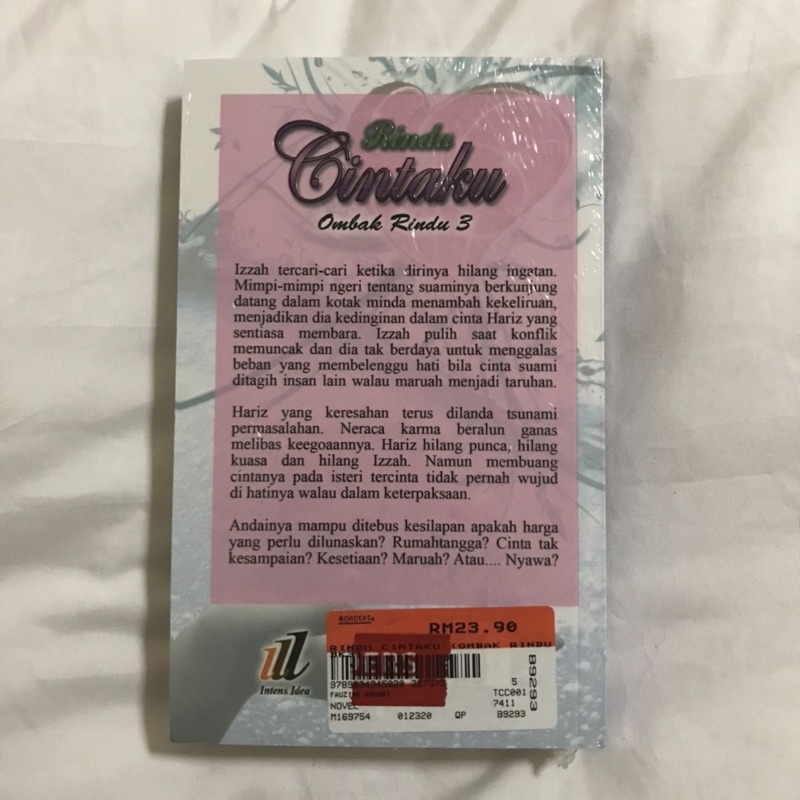 Rindu
Cintaku
Ombak Rindu 3
Izzah tercari-cari ketika dirinya hilang ingatan.
Mimpi-mimpi ngeri tentang suaminya berkunjung
datang dalam kotak minda menambah kekeliruan,
menjadikan dia kedinginan dalam cinta Hariz yang
sentiasa membara. Izzah pulih saat konflik
memuncak dan dia tak berdaya untuk menggalas
beban yang membelenggu hati bila cinta suami
ditagih insan lain walau maruah menjadi taruhan.
Hariz yang keresahan terus dilanda tsunami
permasalahan. Neraca karma beralun ganas
melibas keegoaannya. Hariz hilang punca, hilang
kuasa dan hilang Izzah. Namun membuang
cintanya pada isteri tercinta tidak pernah wujud
di hatinya walau dalam keterpaksaan.
Andainya mampu ditebus kesilapan apakah harga
yang perlu dilunaskan? Rumahtangga? Cinta tak
kesampaian? Kesetiaan? Maruah? Atau.... Nyawa?
Intens Idea
BORDERS.
RM23.90
RINDU CINTAKU (OMBAK RINDU
BK
5
TCC001
NOVEL
7411
M169754 012320 QP B9293
B9293